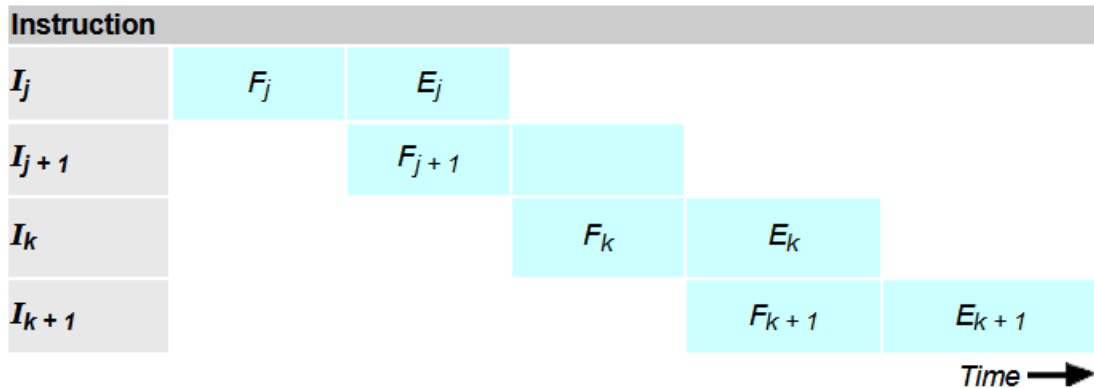 Instruction
Ij Fj Ej
Ij + 1 Fj + 1
Ik Fk Ek
Ik + 1 Fk + 1 Ek + 1
Time